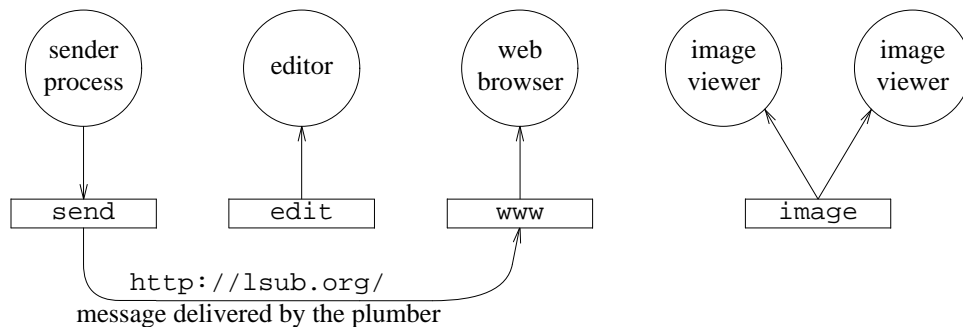 sender
process
editor
web
browser
image
viewer
image
viewer
send
edit
www
image
http://lsub.org/
message delivered by the plumber